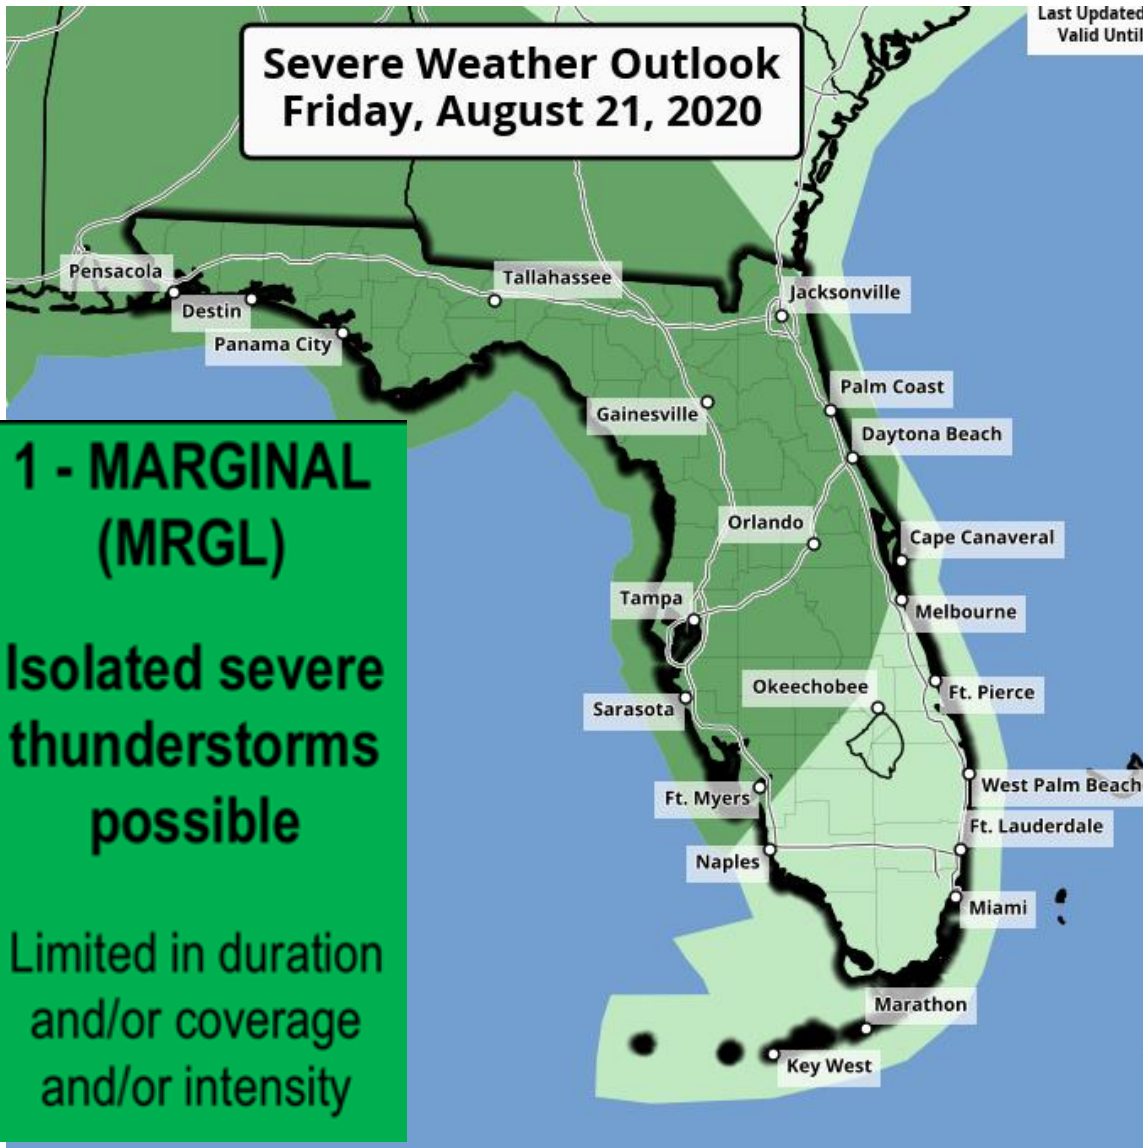 Last Updated
Valid Until
Severe Weather Outlook
Friday, August 21, 2020
Pensacola
Tallahassee
Jacksonville
Destin
Panama City
Palm Coast
Gainesville
Daytona Beach
1 - MARGINAL
(MRGL)
Orlando
Cape Canaveral
Tampa
Melbourne
Isolated severe
thunderstorms
possible
Okeechobee
Ft. Pierce
Sarasota
West Palm Beach
Ft. Myers
Ft. Lauderdale
Naples
Miami
Limited in duration
and/or coverage
and/or intensity
Marathon
Key West